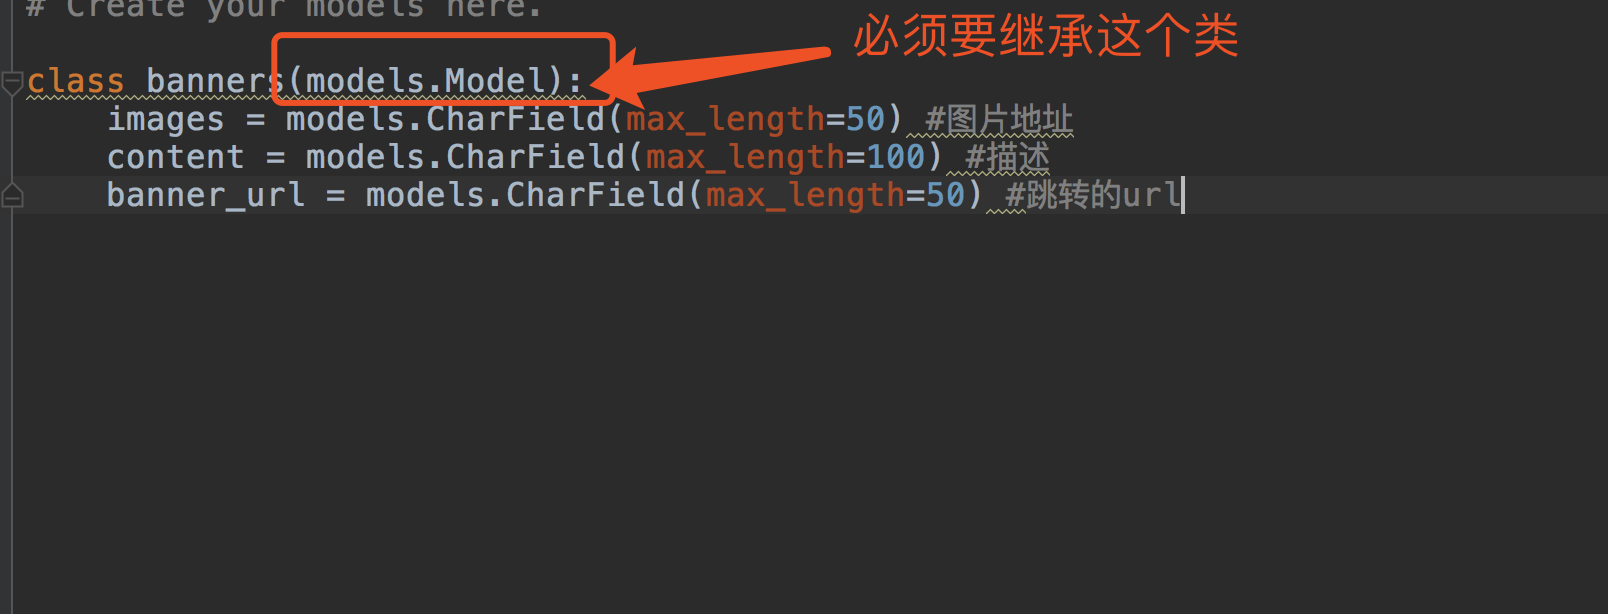 # Create your models here.
必须要继承这个类
class banners(models.Model):
images = models.CharField(max_length=50) #图片地址
content = models.CharField(max_length=100) #描述
banner_url = models.CharField(max_length=50) #跳转的url